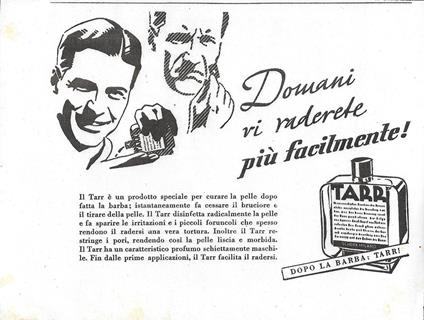 Domani
vi raderete
più facilmente!
Il Tarr è un prodotto speciale per curare la pelle dopo
fatta la barba; istantaneamente fa cessare il bruciore e
il tirare della pelle. Il Tarr disinfetta radicalmente la pelle
e fa sparire le irritazioni e i piccoli foruncoli che spesso
rendono il radersi una vera tortura. Inoltre il Tarr re-
stringe i pori, rendendo così la pelle liscia e morbida.
Il Tarr ha un caratteristico profumo schiettamente maschi-
le. Fin dalle prime applicazioni, il Tarr facilita il radersi.
TARR
DOPO LA BARBA: TARR!